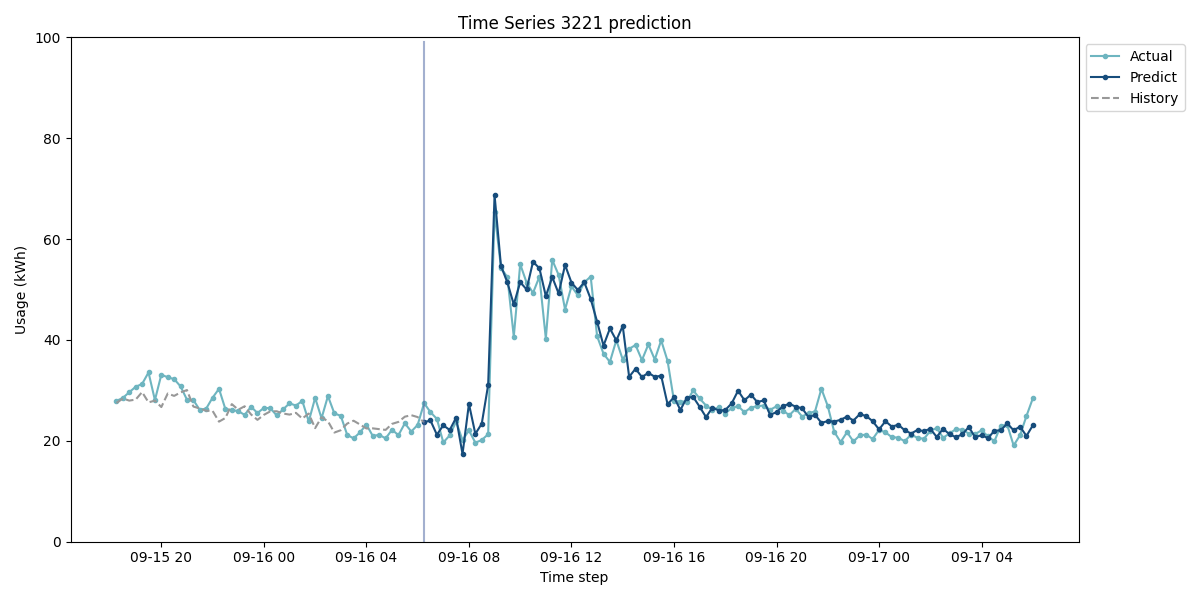 Time Series 3221 prediction
Usage (kWh)
100
80
60
40
20
0
09-15 20
09-16 00
09-16 04
09-16 08
09-16 12
09-16 16
09-16 20
09-17 00
09-17 04
Time step
Actual
Predict
History